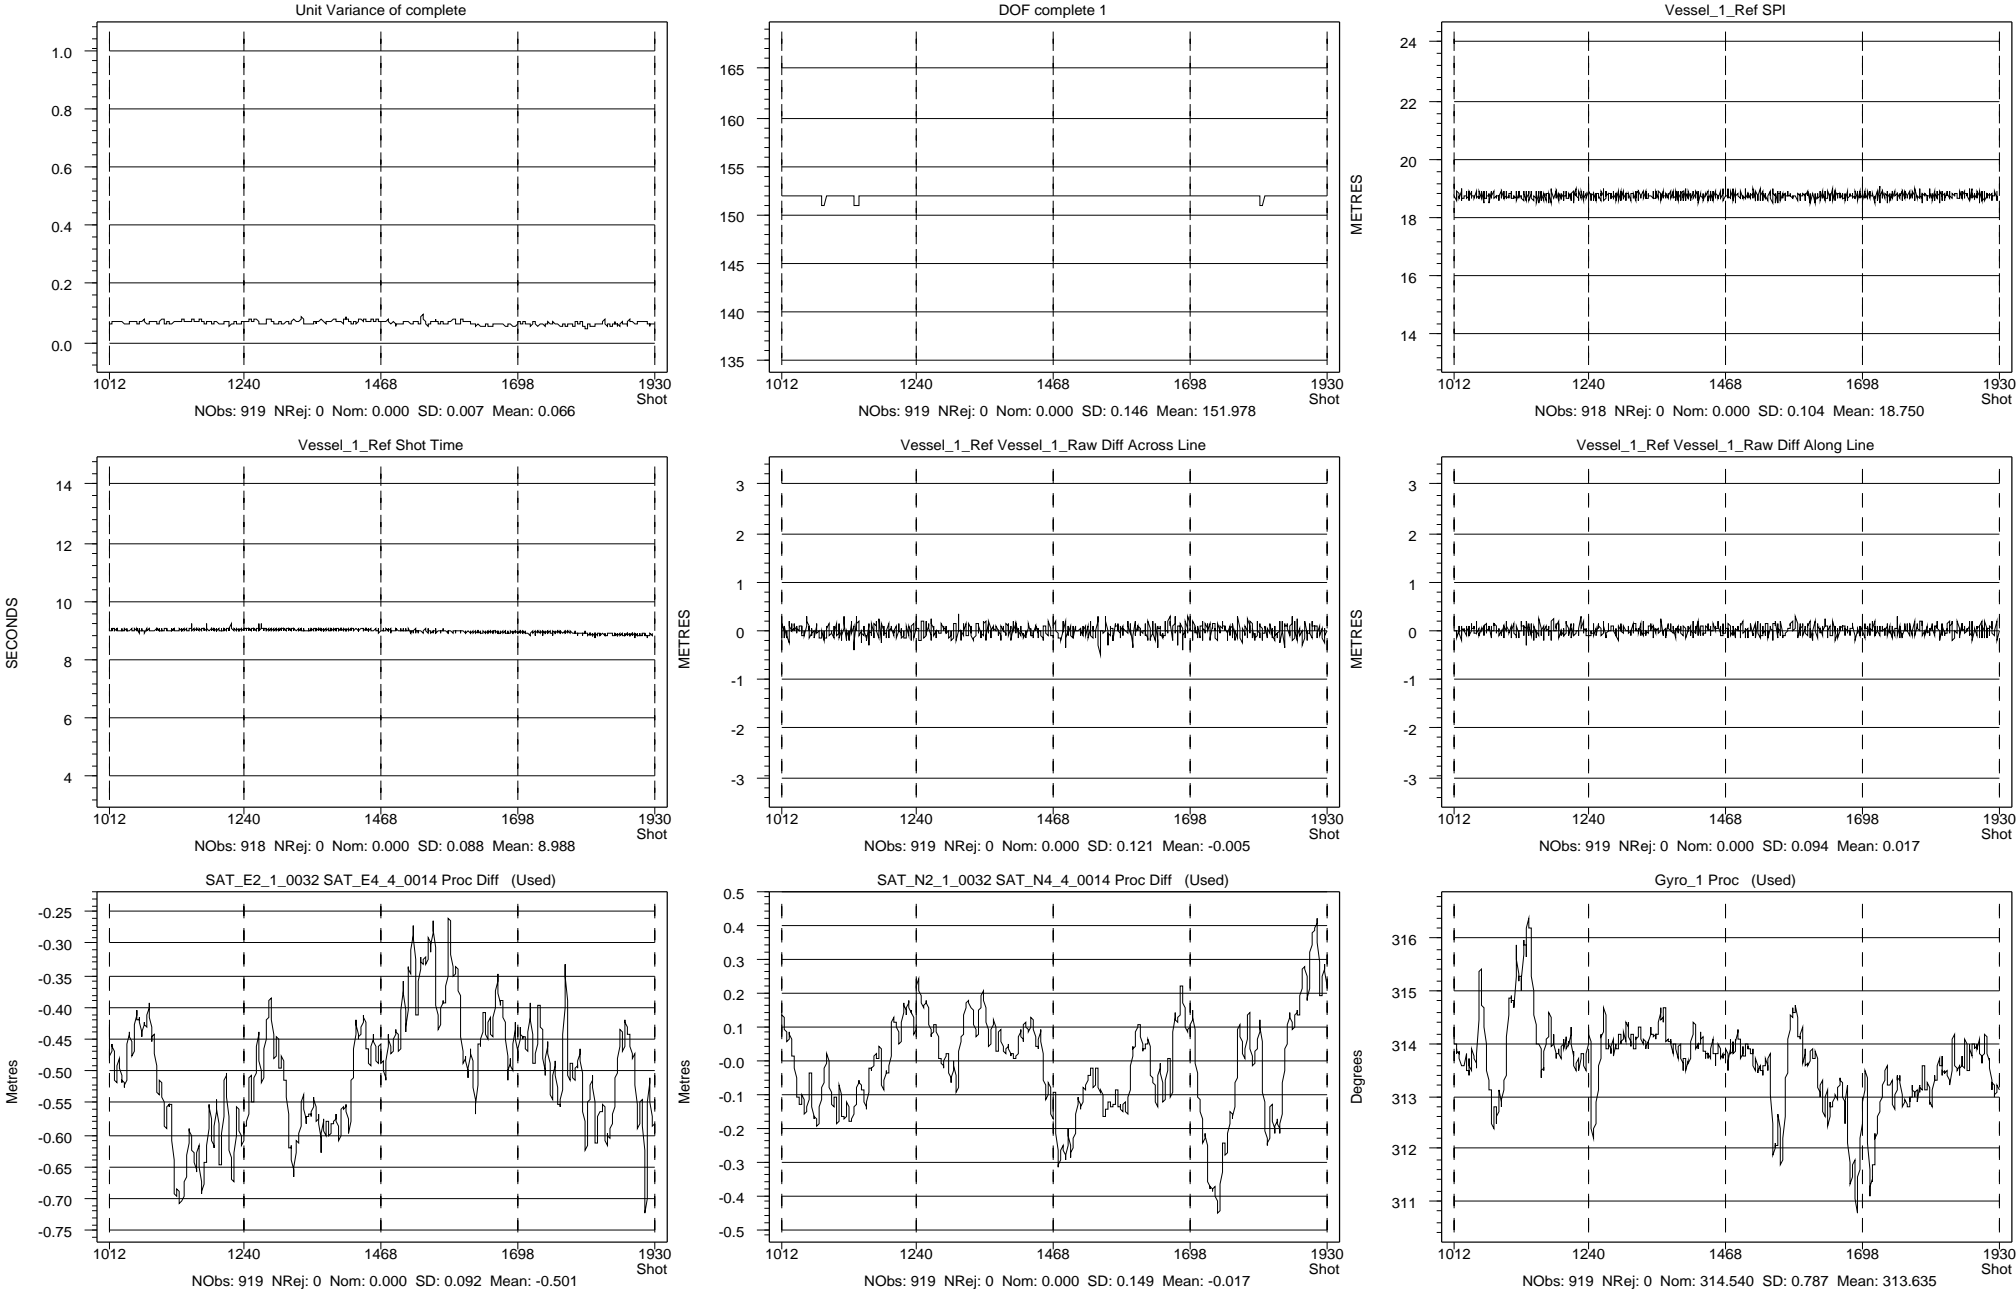 Unit Variance of complete
1.0
0.8
0.6
0.4
0.2
0.0
1012 1240 1468 1698 1930
Shot
NObs: 919 NRej: 0 Nom: 0.000 SD: 0.007 Mean: 0.066
DOF complete 1
165
160
155
150
145
140
135
1012 1240 1468 1698 1930
Shot
NObs: 919 NRej: 0 Nom: 0.000 SD: 0.146 Mean: 151.978
Vessel_1_Ref SPI
METRES
24
22
20
18
16
14
1012 1240 1468 1698 1930
Shot
NObs: 918 NRej: 0 Nom: 0.000 SD: 0.104 Mean: 18.750
Vessel_1_Ref Shot Time
SECONDS
14
12
10
8
6
4
1012 1240 1468 1698 1930
Shot
NObs: 918 NRej: 0 Nom: 0.000 SD: 0.088 Mean: 8.988
Vessel_1_Ref Vessel_1_Raw Diff Across Line
METRES
3
2
1
0
-1
-2
-3
1012 1240 1468 1698 1930
Shot
NObs: 919 NRej: 0 Nom: 0.000 SD: 0.121 Mean: -0.005
Vessel_1_Ref Vessel_1_Raw Diff Along Line
METRES
3
2
1
0
-1
-2
-3
1012 1240 1468 1698 1930
Shot
NObs: 919 NRej: 0 Nom: 0.000 SD: 0.094 Mean: 0.017
SAT_E2_1_0032 SAT_E4_4_0014 Proc Diff (Used)
Metres
-0.25
-0.30
-0.35
-0.40
-0.45
-0.50
-0.55
-0.60
-0.65
-0.70
-0.75
1012 1240 1468 1698 1930
Shot
NObs: 919 NRej: 0 Nom: 0.000 SD: 0.092 Mean: -0.501
SAT_N2_1_0032 SAT_N4_4_0014 Proc Diff (Used)
Metres
0.5
0.4
0.3
0.2
0.1
-0.0
-0.1
-0.2
-0.3
-0.4
-0.5
1012 1240 1468 1698 1930
Shot
NObs: 919 NRej: 0 Nom: 0.000 SD: 0.149 Mean: -0.017
Gyro_1 Proc (Used)
Degrees
316
315
314
313
312
311
1012 1240 1468 1698 1930
Shot
NObs: 919 NRej: 0 Nom: 314.540 SD: 0.787 Mean: 313.635